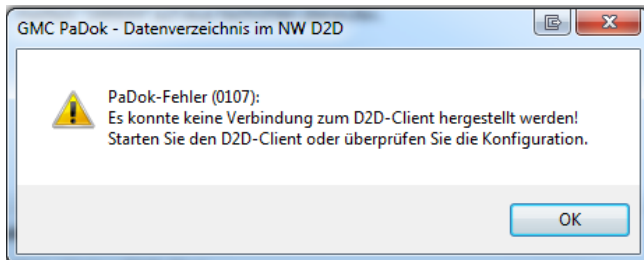 GMC PaDok - Datenverzeichnis im NW D2D
PaDok-Fehler (0107):
Es konnte keine Verbindung zum D2D-Client hergestellt werden!
Starten Sie den D2D-Client oder überprüfen Sie die Konfiguration.
OK